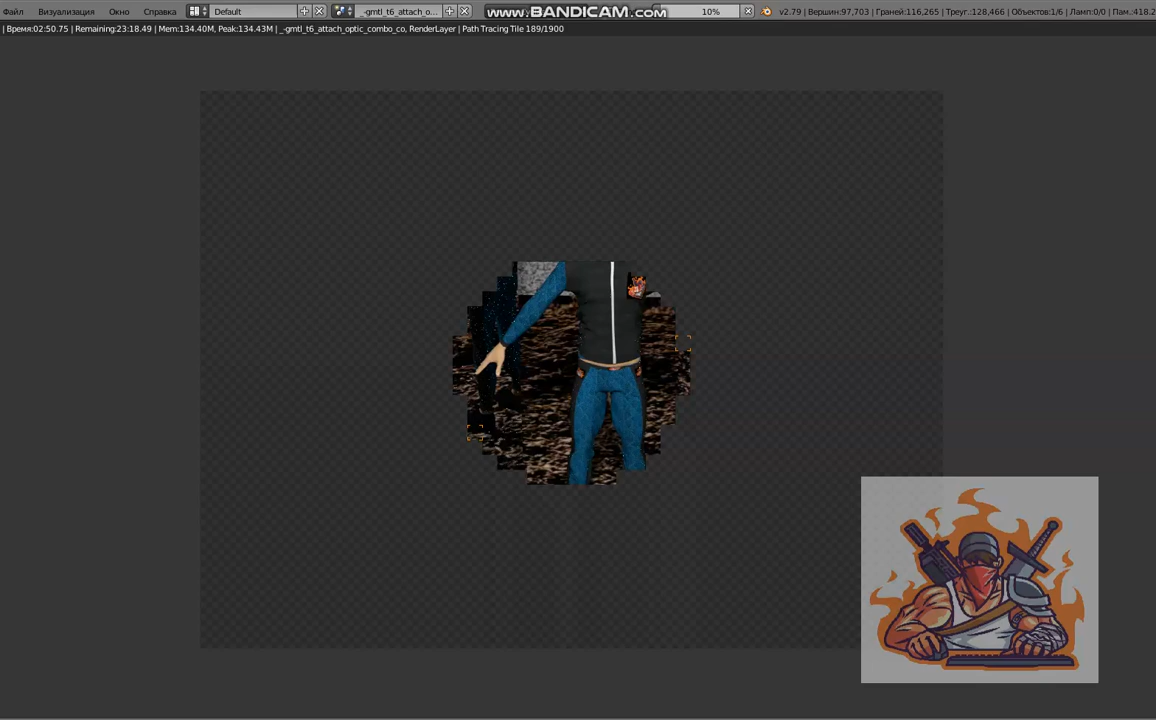 Файл Визуализация Окно Справка Default _-gmtl_t6_attach_o... www.BANDICAM.com 10% v2.79 | Вершин:97,703 | Граней:116,265 | Треуг.:128,466 | Объектов:1/6 | Ламп:0/0 | Пам.:418.2
| Время:02:50.75 | Remaining:23:18.49 | Mem:134.40M, Peak:134.43M | _-gmtl_t6_attach_optic_combo_co, RenderLayer | Path Tracing Tile 189/1900